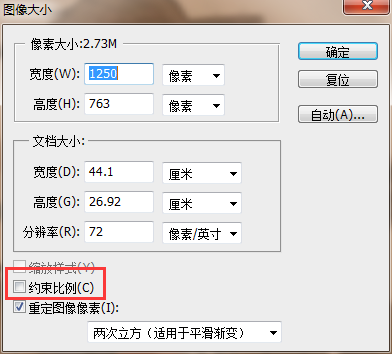 图像大小
像素大小:2.73M
宽度(W): 1250 像素
高度(H): 763 像素
确定
复位
自动(A)...
文档大小:
宽度(D): 44.1 厘米
高度(G): 26.92 厘米
分辨率(R): 72 像素/英寸
缩放样式(Y)
约束比例(C)
重定图像像素(I):
两次立方（适用于平滑渐变）